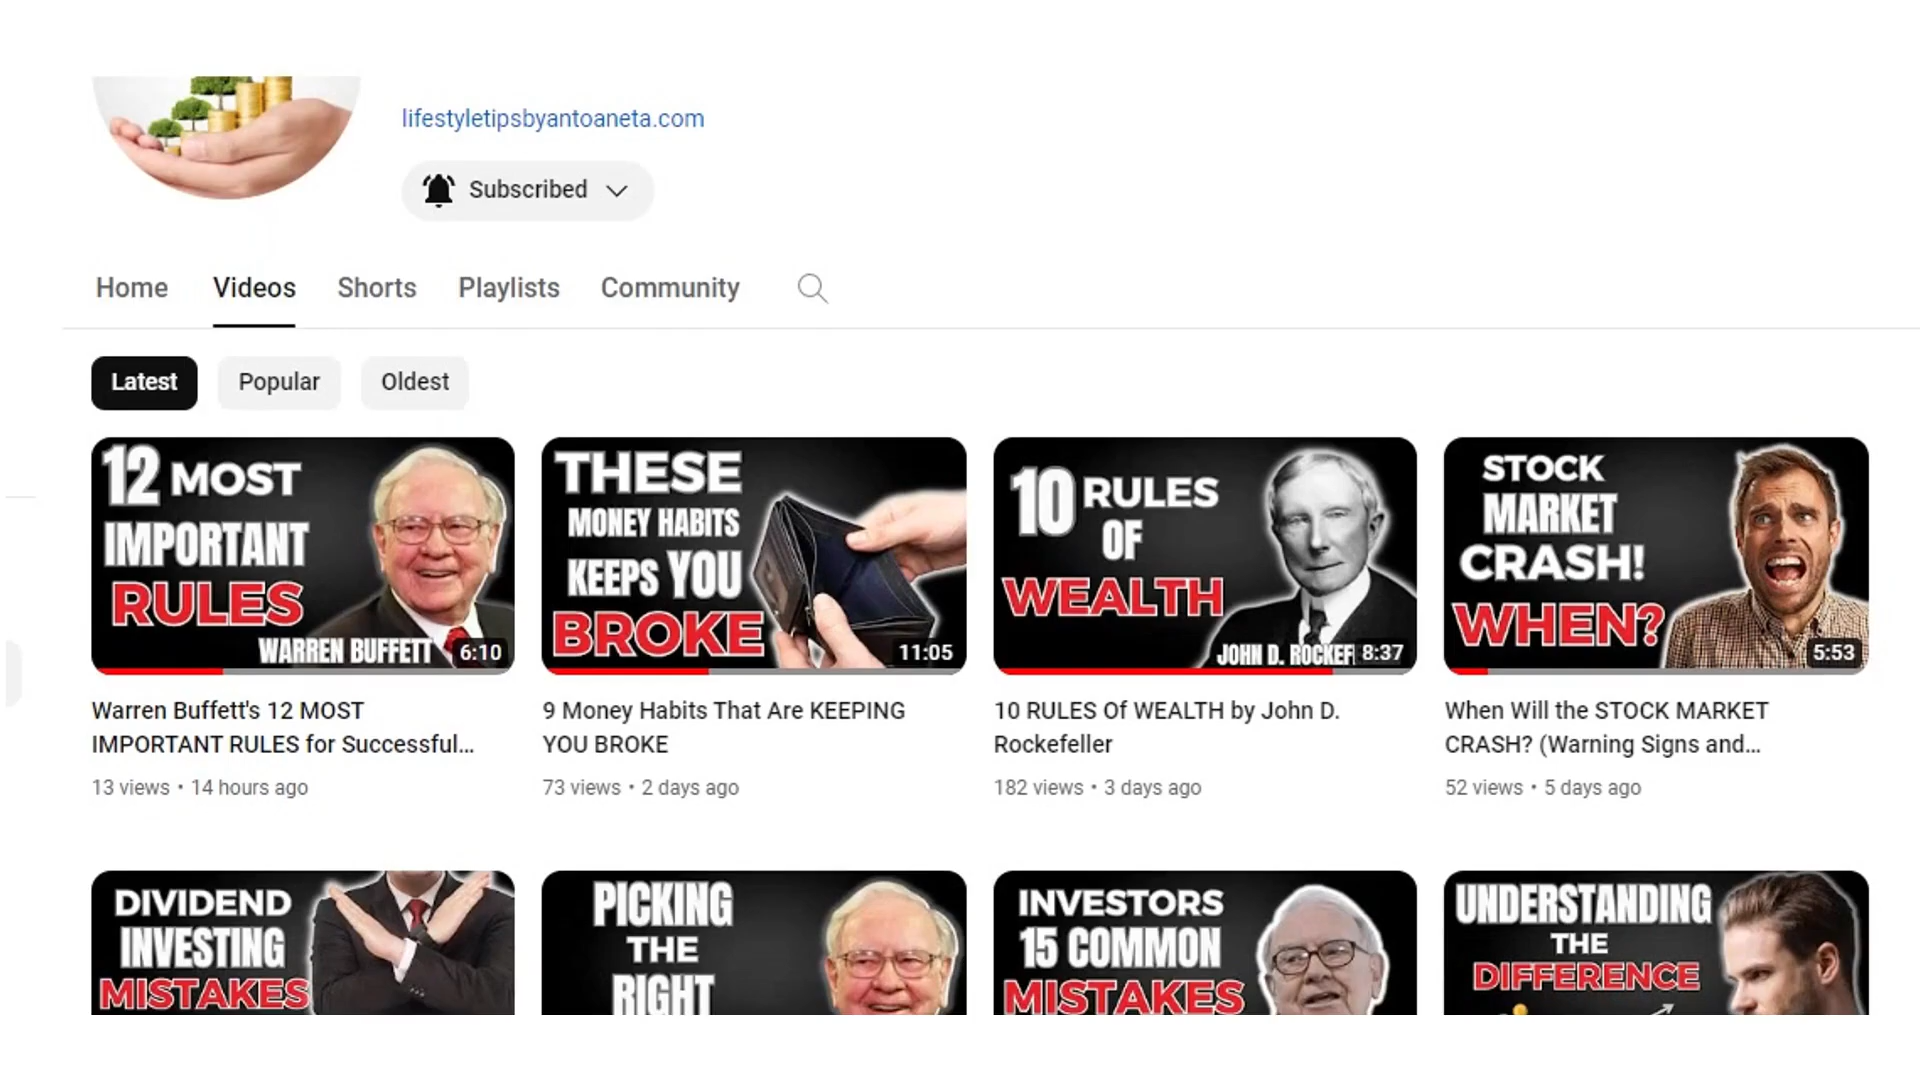 lifestyletipsbyantoaneta.com
Subscribed
Home Videos Shorts Playlists Community
Latest Popular Oldest
12 MOST
IMPORTANT
RULES
WARREN BUFFETT
6:10
THESE
MONEY HABITS
KEEPS YOU
BROKE
11:05
10 RULES
OF
WEALTH
JOHN D. ROCKEF
8:37
STOCK
MARKET
CRASH!
WHEN?
5:53
Warren Buffett's 12 MOST
IMPORTANT RULES for Successful...
13 views • 14 hours ago
9 Money Habits That Are KEEPING
YOU BROKE
73 views • 2 days ago
10 RULES Of WEALTH by John D.
Rockefeller
182 views • 3 days ago
When Will the STOCK MARKET
CRASH? (Warning Signs and...
52 views • 5 days ago
DIVIDEND
INVESTING
MISTAKES
PICKING
THE
RIGHT
INVESTORS
15 COMMON
MISTAKES
UNDERSTANDING
THE
DIFFERENCE